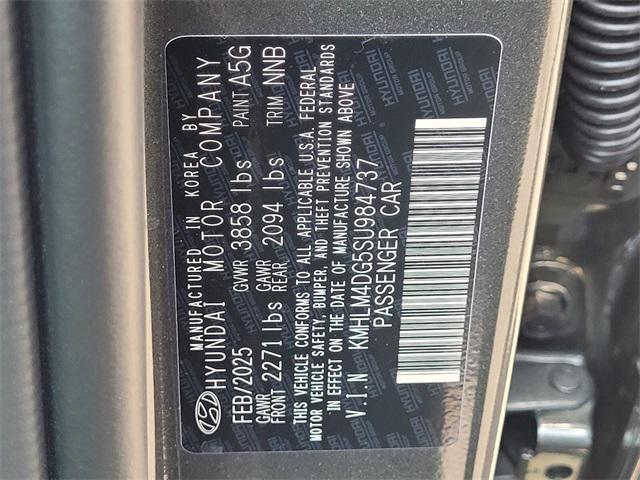 MANUFACTURED IN KOREA BY
HYUNDAI MOTOR COMPANY
FEB/2025 GVWR 3858 lbs PAINT A5G
GAWR FRONT 2271 lbs GAWR REAR 2094 lbs TRIM NNB
THIS VEHICLE CONFORMS TO ALL APPLICABLE U.S.A. FEDERAL
MOTOR VEHICLE SAFETY, BUMPER, AND THEFT PREVENTION STANDARDS
IN EFFECT ON THE DATE OF MANUFACTURE SHOWN ABOVE
V.I.N KMHLM4DG5SU984737
PASSENGER CAR